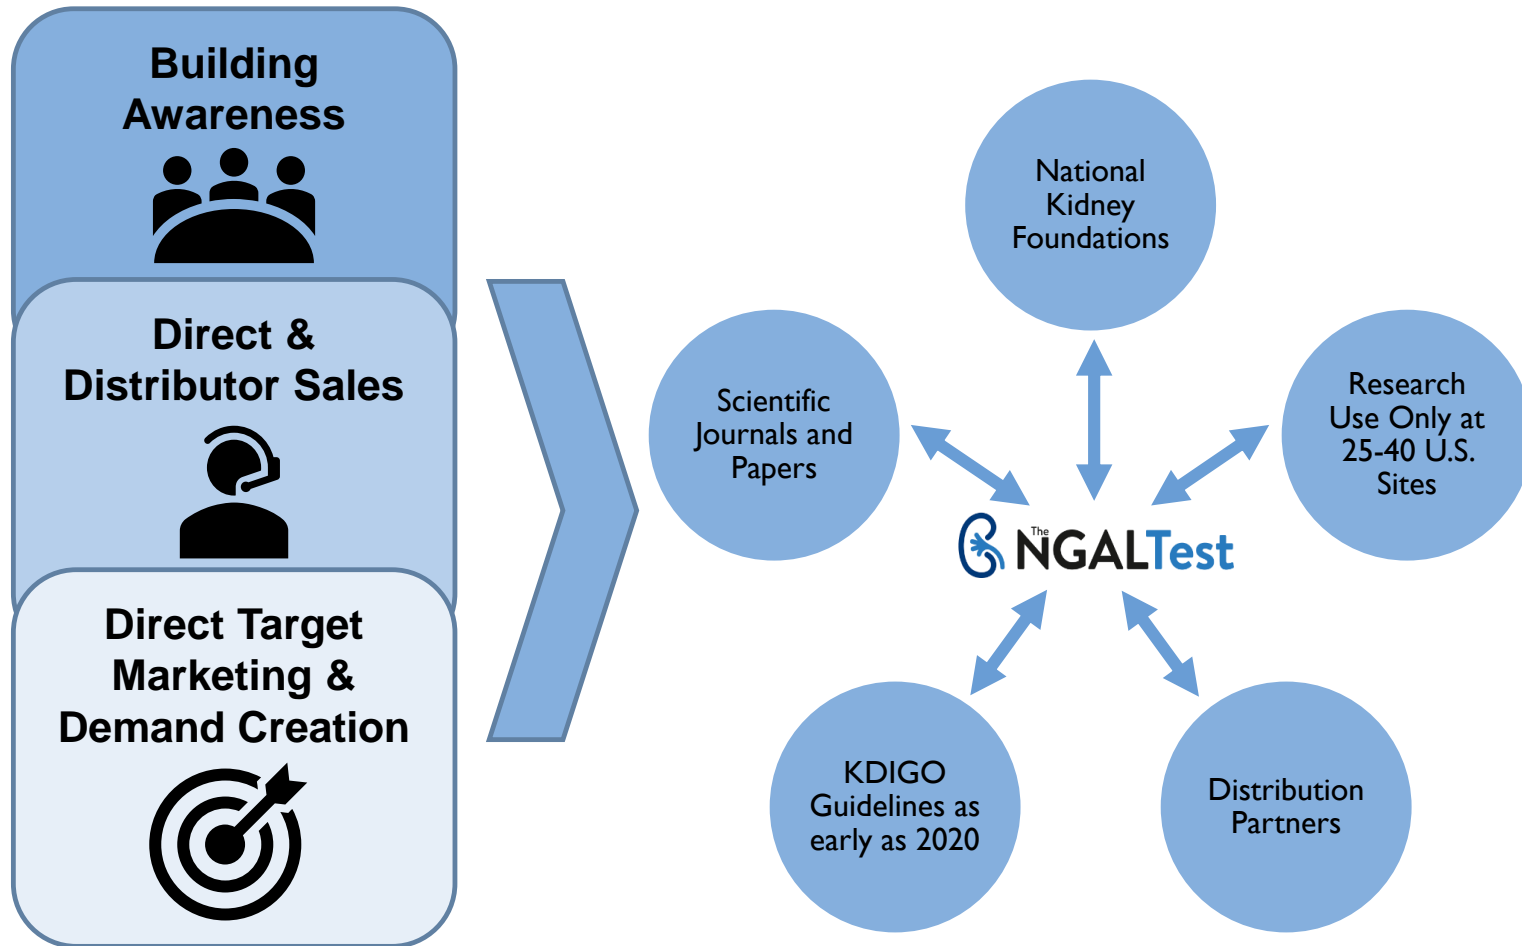 Building
Awareness
Direct &
Distributor Sales
Direct Target
Marketing &
Demand Creation
National
Kidney
Foundations
Scientific
Journals and
Papers
Research
Use Only at
25-40 U.S.
Sites
The NGALTest
KDIGO
Guidelines as
early as 2020
Distribution
Partners